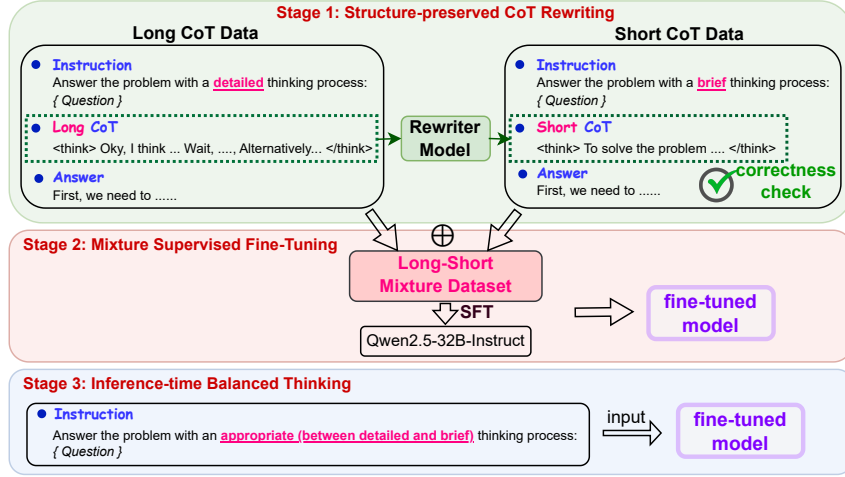 Stage 1: Structure-preserved CoT Rewriting
Long CoT Data
Instruction
Answer the problem with a detailed thinking process:
{ Question }
Long CoT
<think> Oky, I think ... Wait, ...., Alternatively... </think>
Answer
First, we need to ......
Rewriter
Model
Short CoT Data
Instruction
Answer the problem with a brief thinking process:
{ Question }
Short CoT
<think> To solve the problem .... </think>
Answer
First, we need to ......
correctness
check
Stage 2: Mixture Supervised Fine-Tuning
Long-Short
Mixture Dataset
SFT
Qwen2.5-32B-Instruct
fine-tuned
model
Stage 3: Inference-time Balanced Thinking
Instruction
Answer the problem with an appropriate (between detailed and brief) thinking process:
{ Question }
input
fine-tuned
model